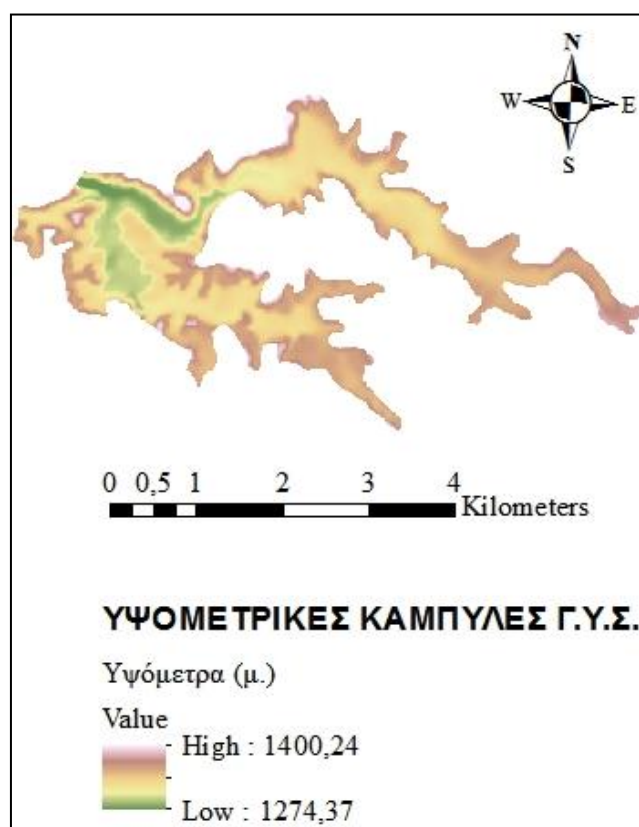 N
W E
S
0 0,5 1 2 3 4
Kilometers
ΥΨΟΜΕΤΡΙΚΕΣ ΚΑΜΠΥΛΕΣ Γ.Υ.Σ.
Υψόμετρα (μ.)
Value
High : 1400,24
Low : 1274,37